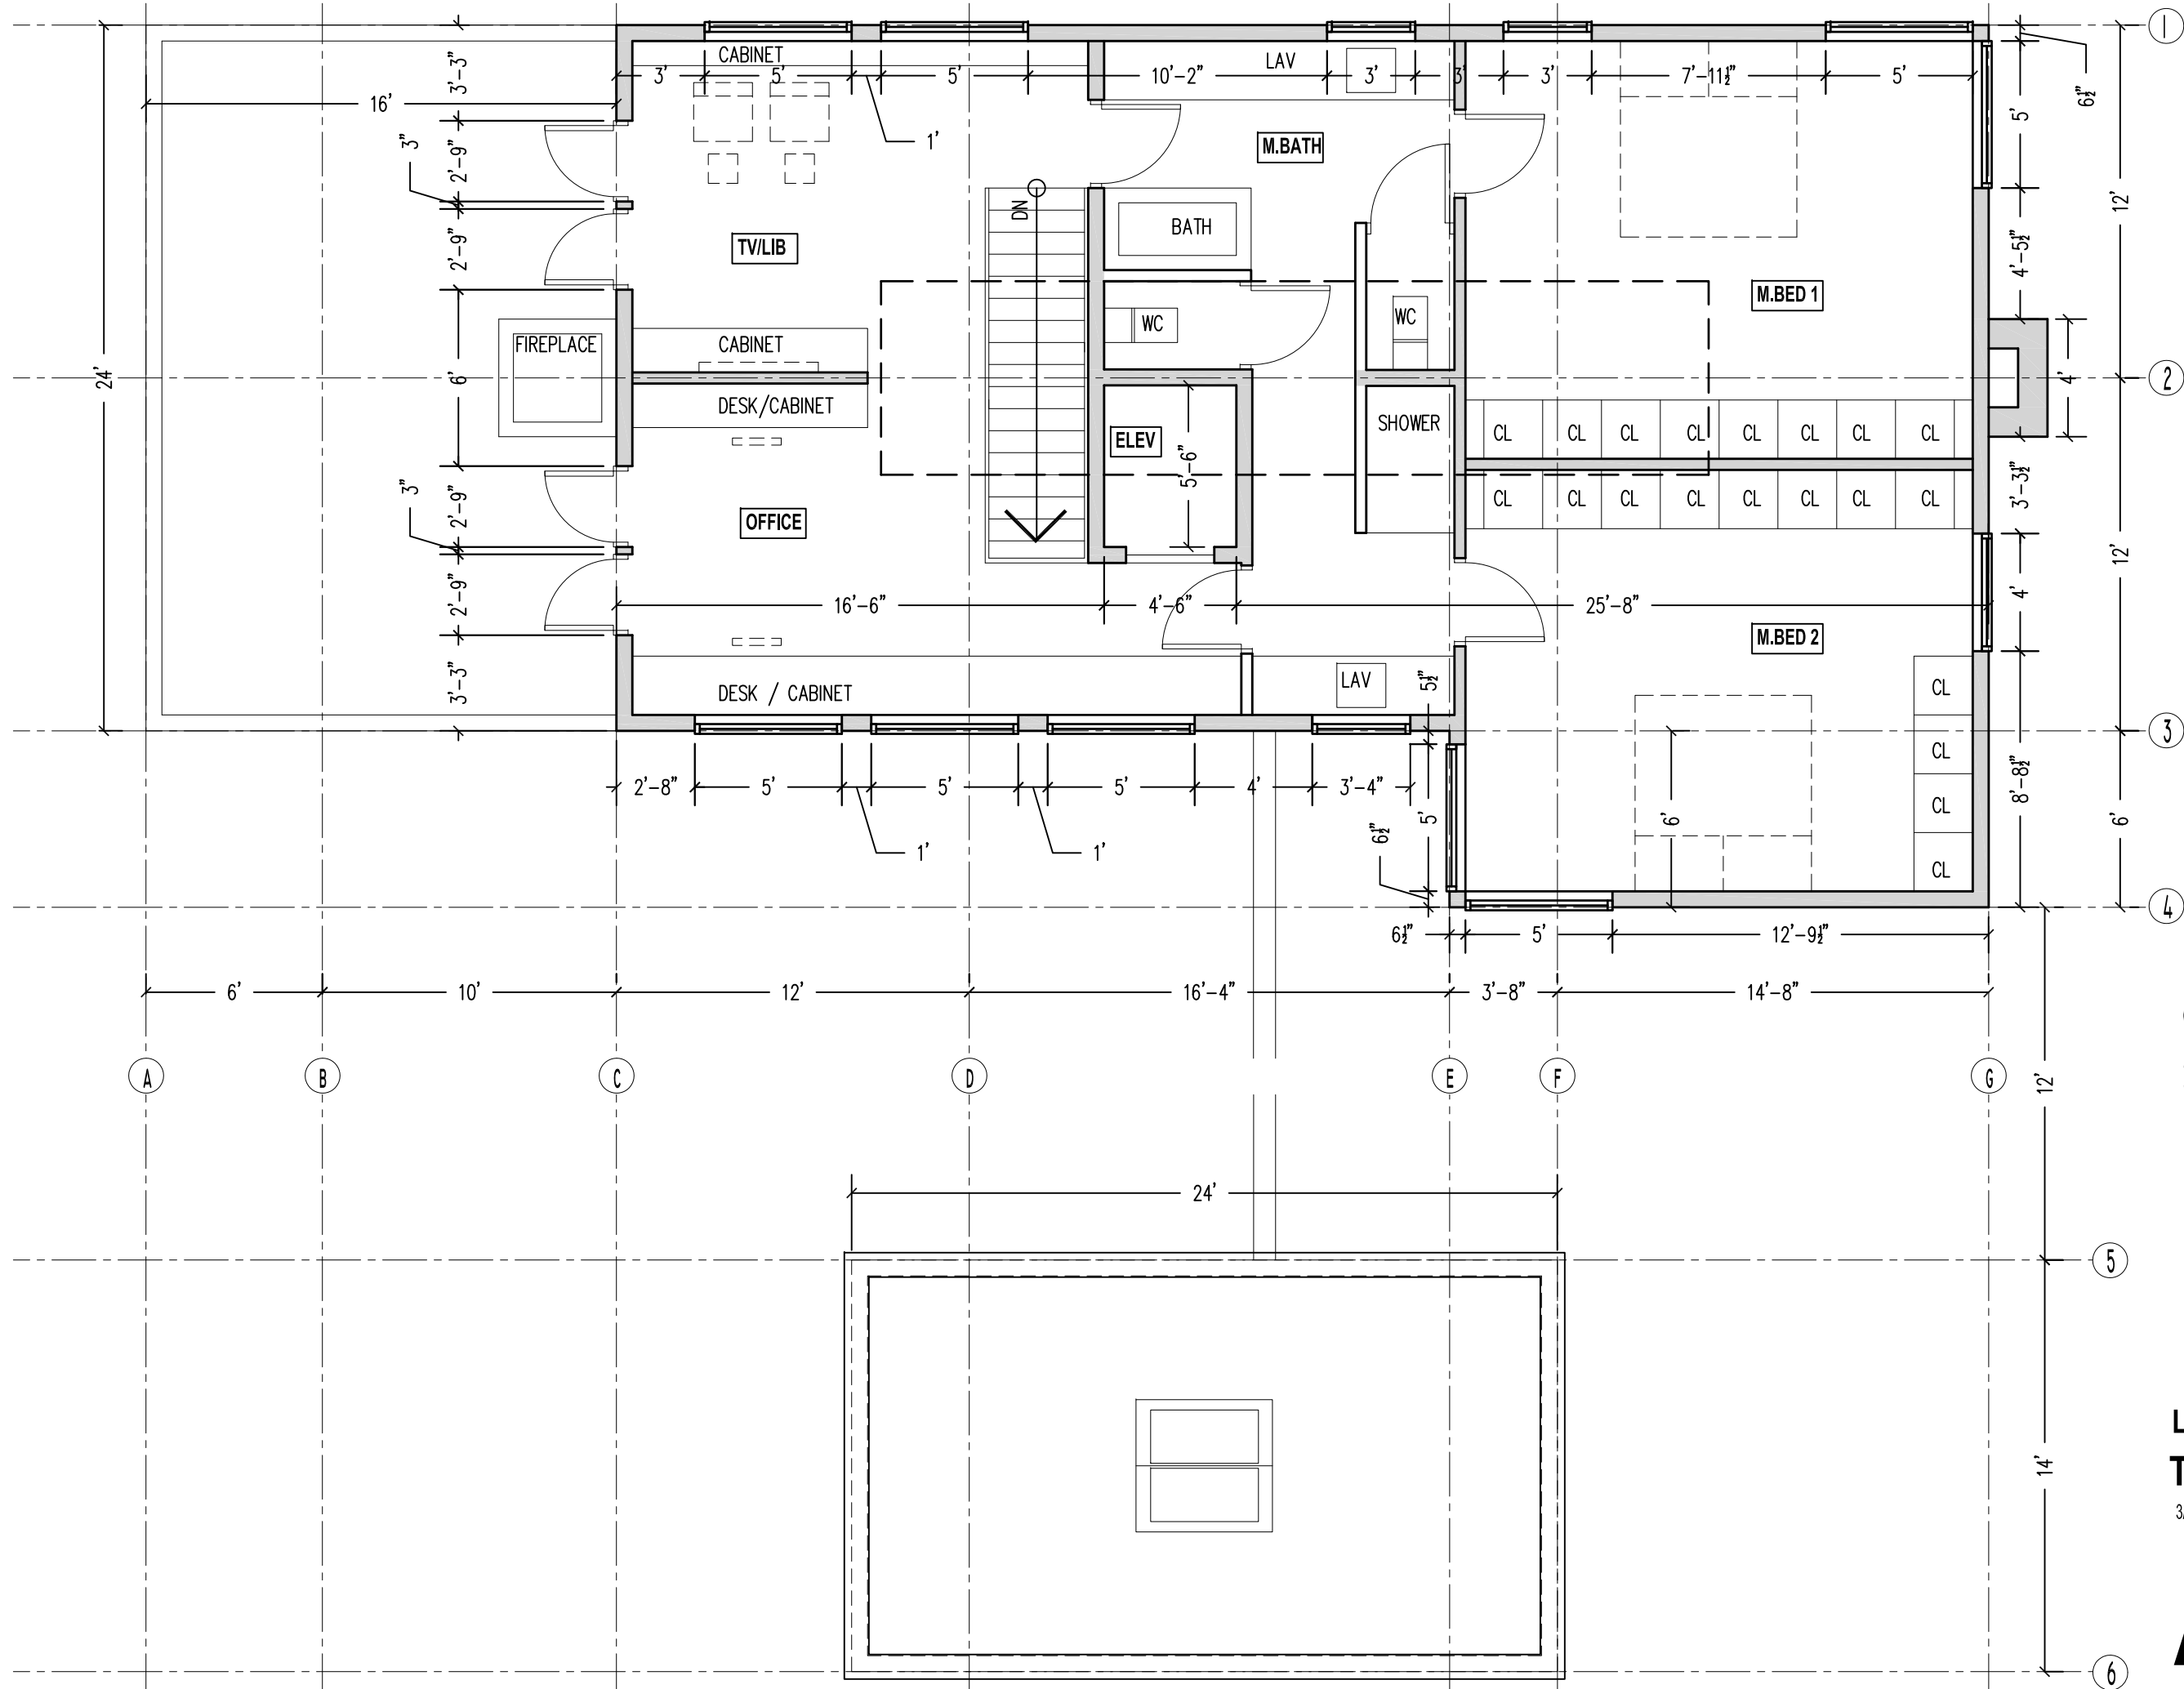 CABINET
LAV
1
3'-3"
3' 5' 5' 10'-2" 3' 3' 3' 7'-11½" 5'
6½"
16'
1'
3"
2'-9"
M.BATH
5'
12'
DN
BATH
2'-9"
TV/LIB
4'-5½"
M.BED 1
WC
WC
FIREPLACE
CABINET
24'
6'
4'
2
DESK/CABINET
SHOWER
ELEV
5'-6"
CL CL CL CL CL CL CL CL
3"
CL CL CL CL CL CL CL CL
3'-3½"
2'-9"
OFFICE
12'
2'-9"
16'-6" 4'-6" 25'-8"
4'
M.BED 2
3'-3"
DESK / CABINET
LAV
5½"
CL
3
CL
2'-8" 5' 5' 5' 4' 3'-4"
8'-8½"
5'
6'
CL
6'
6½"
1' 1'
CL
4
6½" 5' 12'-9½"
6' 10' 12' 16'-4" 3'-8" 14'-8"
A B C D E F G
12'
24'
5
14'
6